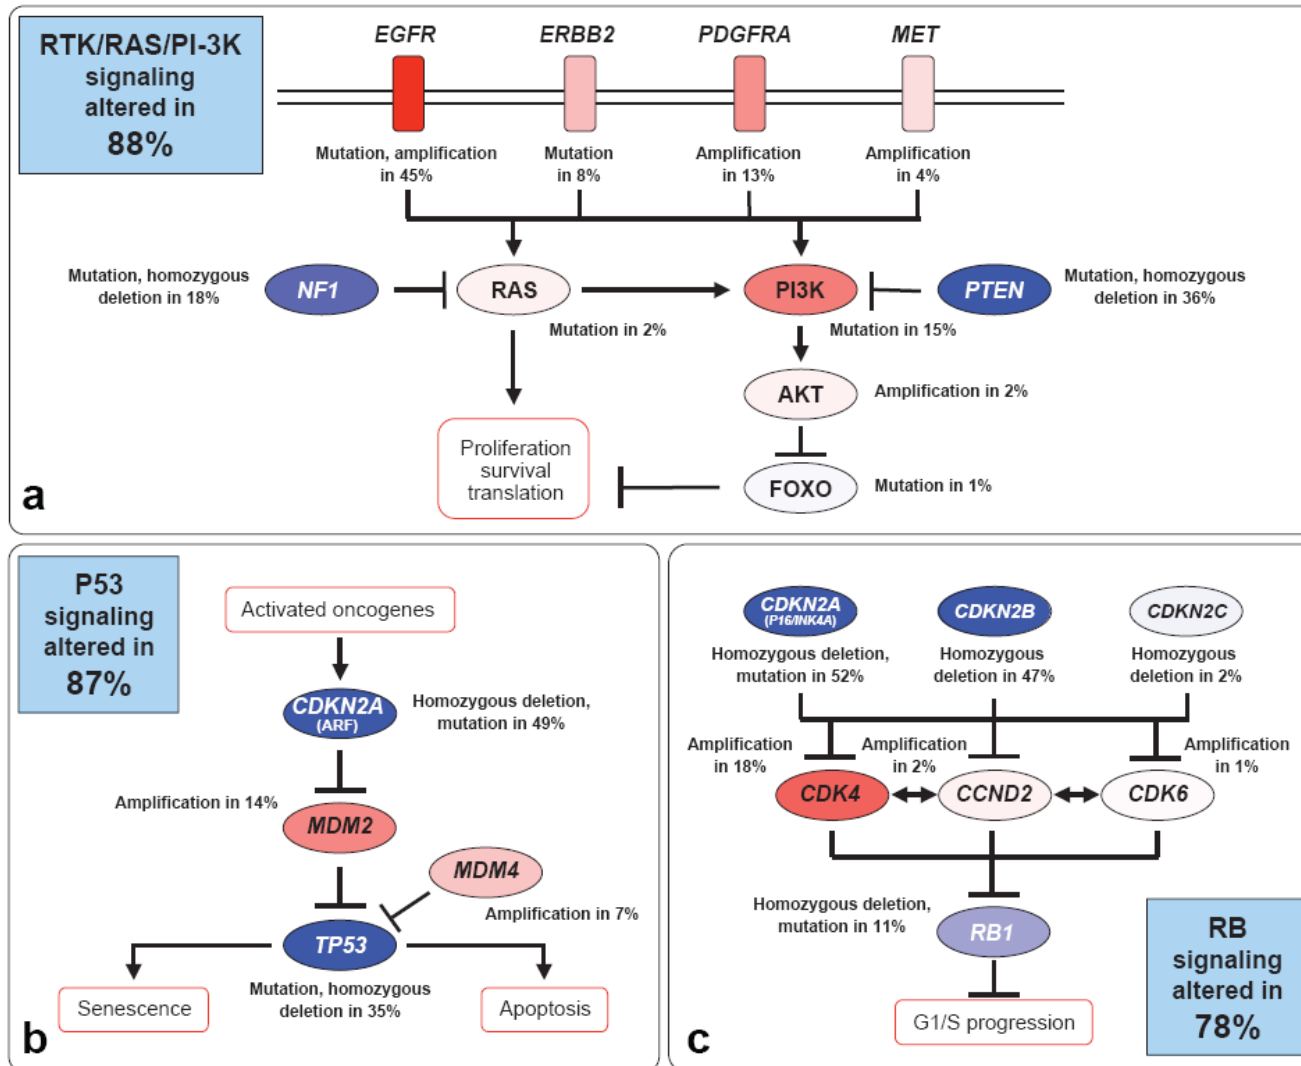 RTK/RAS/PI-3K
signaling
altered in
88%
EGFR
ERBB2
PDGFRA
MET
Mutation, amplification
in 45%
Mutation
in 8%
Amplification
in 13%
Amplification
in 4%
Mutation, homozygous
deletion in 18%
NF1
RAS
PI3K
PTEN
Mutation, homozygous
deletion in 36%
Mutation in 2%
Mutation in 15%
AKT
Amplification in 2%
Proliferation
survival
translation
FOXO
Mutation in 1%
a
P53
signaling
altered in
87%
Activated oncogenes
CDKN2A
(ARF)
Homozygous deletion,
mutation in 49%
Amplification in 14%
MDM2
MDM4
Amplification in 7%
TP53
Mutation, homozygous
deletion in 35%
Senescence
Apoptosis
b
CDKN2A
(P16/INK4A)
CDKN2B
CDKN2C
Homozygous deletion,
mutation in 52%
Homozygous
deletion in 47%
Homozygous
deletion in 2%
Amplification
in 18%
Amplification
in 2%
Amplification
in 1%
CDK4
CCND2
CDK6
Homozygous deletion,
mutation in 11%
RB1
G1/S progression
RB
signaling
altered in
78%
c